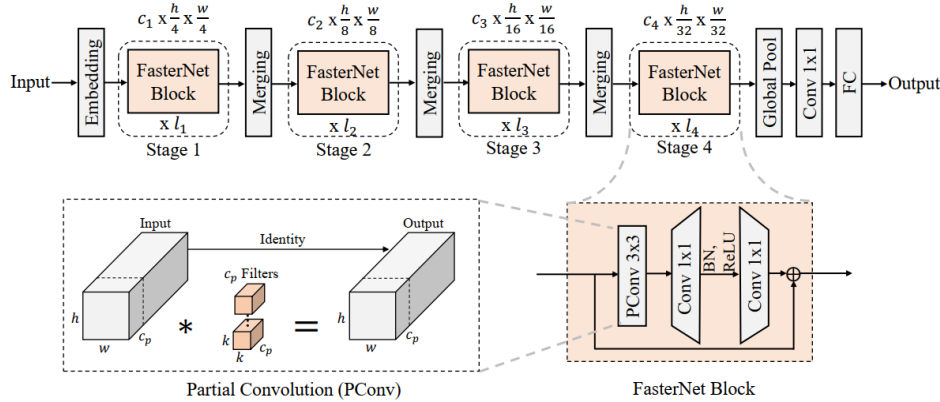 c₁ x h/4 x w/4
c₂ x h/8 x w/8
c₃ x h/16 x w/16
c₄ x h/32 x w/32
Input
Embedding
FasterNet
Block
x l₁
Stage 1
Merging
FasterNet
Block
x l₂
Stage 2
Merging
FasterNet
Block
x l₃
Stage 3
Merging
FasterNet
Block
x l₄
Stage 4
Global Pool
Conv 1x1
FC
Output
Input
Identity
Output
h
w
cₚ
*
cₚ Filters
k
k
cₚ
=
h
w
cₚ
Partial Convolution (PConv)
PConv 3x3
Conv 1x1
BN,
ReLU
Conv 1x1
FasterNet Block